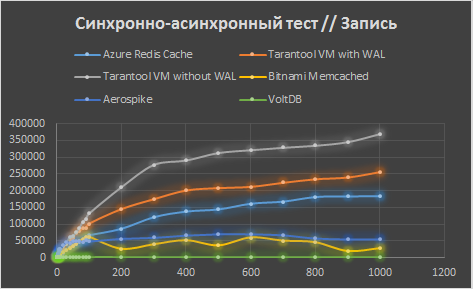 Синхронно-асинхронный тест // Запись
Azure Redis Cache
Tarantool VM with WAL
Tarantool VM without WAL
Bitnami Memcached
Aerospike
VoltDB
400000
350000
300000
250000
200000
150000
100000
50000
0
0 200 400 600 800 1000 1200